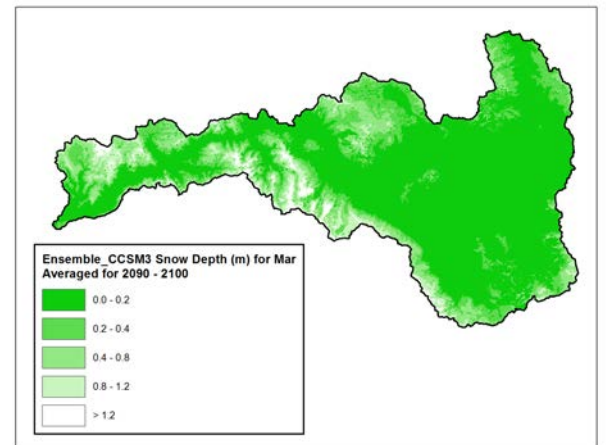 Ensemble_CCSM3 Snow Depth (m) for Mar
Averaged for 2090 - 2100
0.0 - 0.2
0.2 - 0.4
0.4 - 0.8
0.8 - 1.2
> 1.2